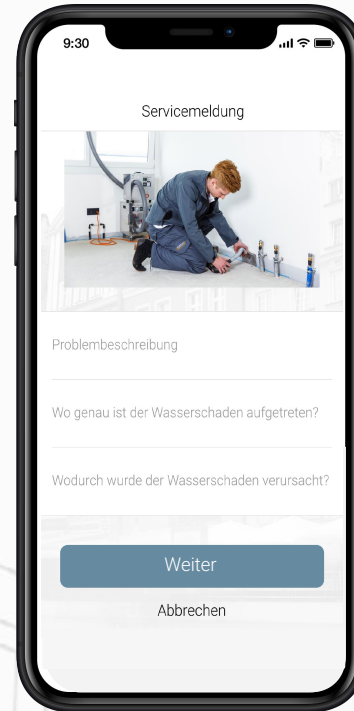 9:30
Servicemeldung
Problembeschreibung
Wo genau ist der Wasserschaden aufgetreten?
Wodurch wurde der Wasserschaden verursacht?
Weiter
Abbrechen